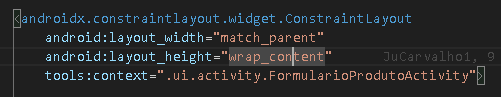 <androidx.constraintlayout.widget.ConstraintLayout
android:layout_width="match_parent"
android:layout_height="wrap_content" JuCarvalho1, 9
tools:context=".ui.activity.FormularioProdutoActivity">